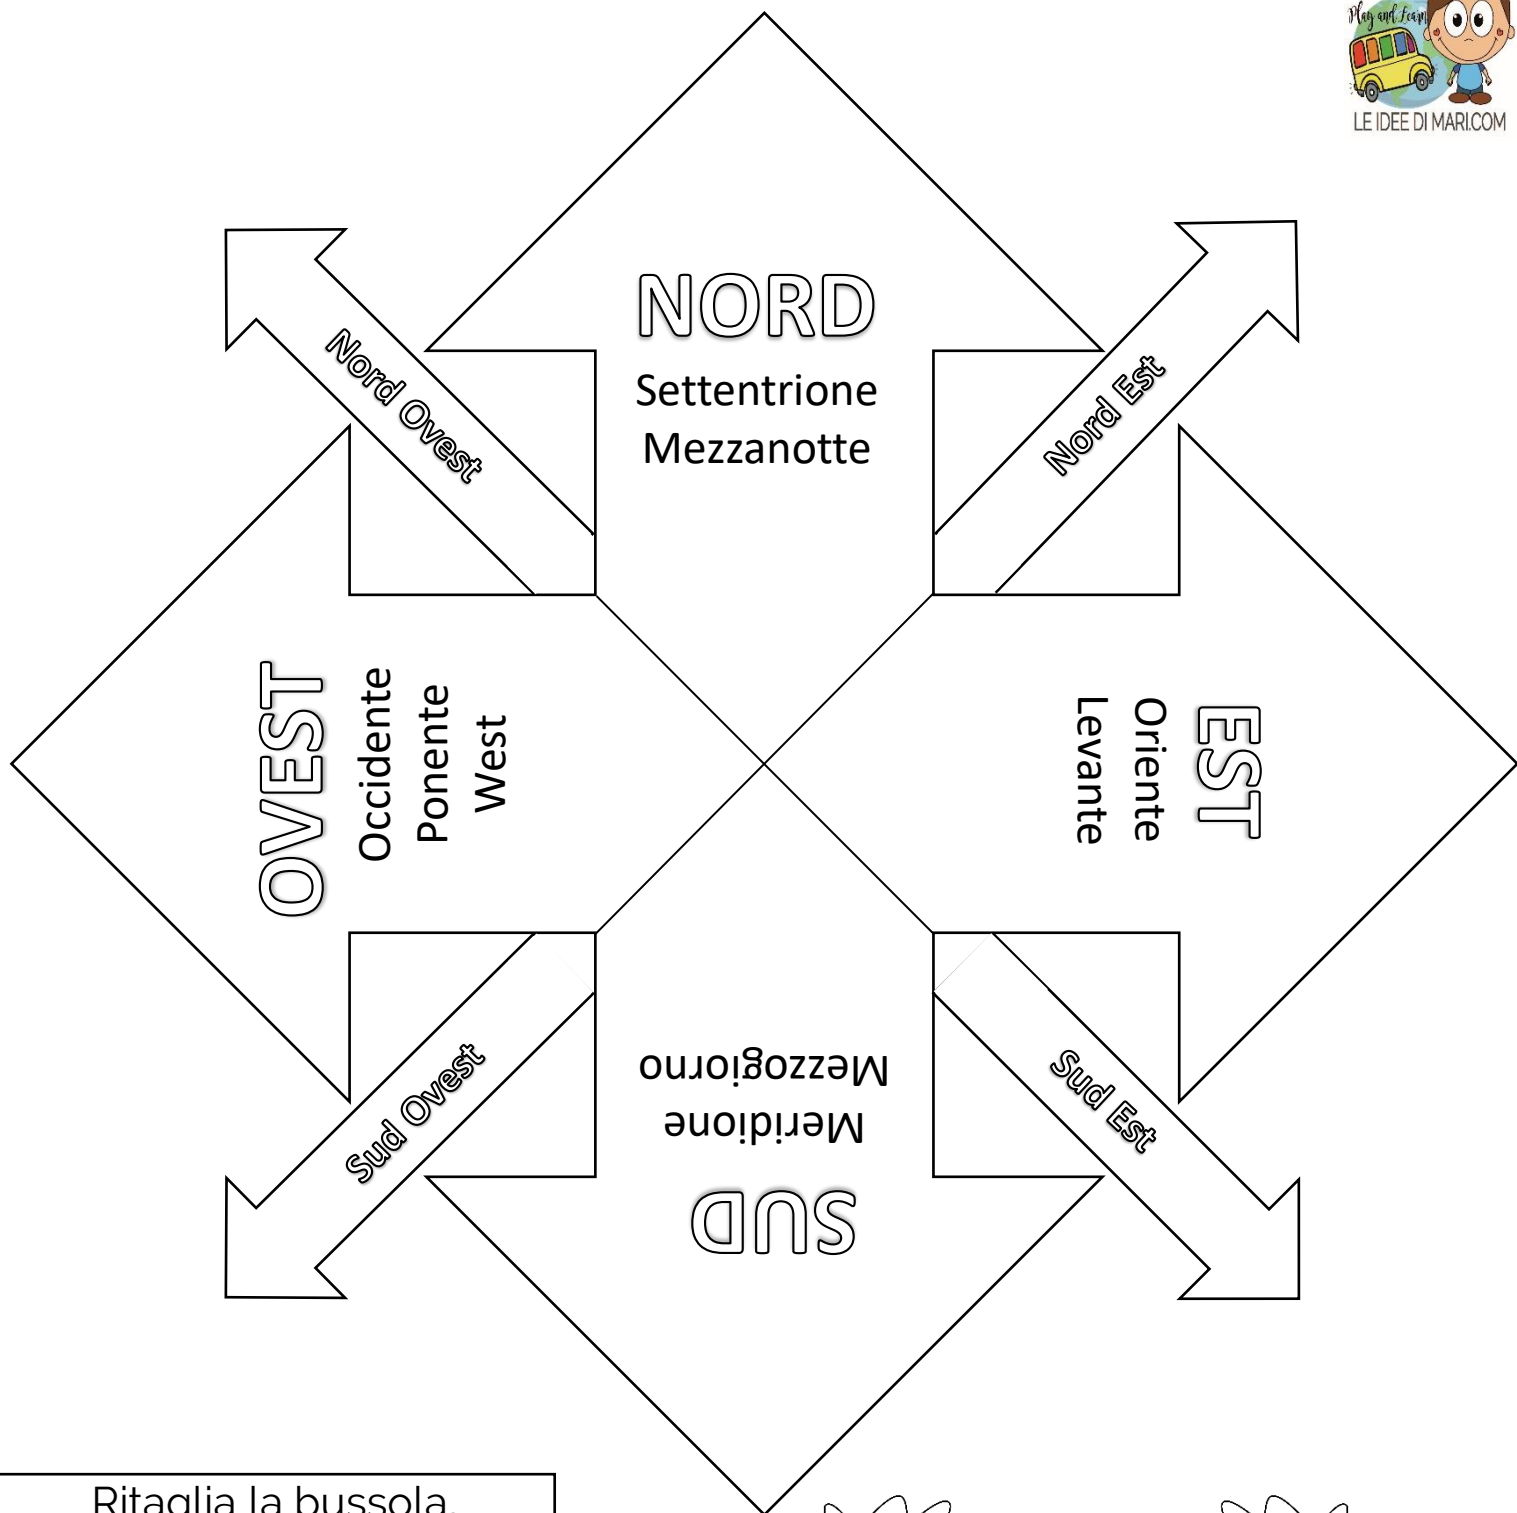 Play and Learn
LE IDEE DI MARI.COM
NORD
Settentrione
Mezzanotte
Nord Ovest
Nord Est
OVEST
Occidente
Ponente
West
EST
Oriente
Levante
Sud Ovest
Sud Est
SUD
Meridione
Mezzogiorno
Ritaglia la bussola.